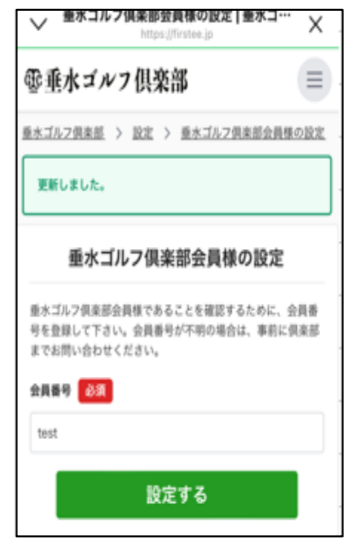 垂水ゴルフ倶楽部会員様の設定 | 垂水コ…
https://firstee.jp
垂水ゴルフ倶楽部
垂水ゴルフ倶楽部 > 設定 > 垂水ゴルフ倶楽部会員様の設定
更新しました。
垂水ゴルフ倶楽部会員様の設定
垂水ゴルフ倶楽部会員様であることを確認するために、会員番
号を登録して下さい。会員番号が不明の場合は、事前に倶楽部
までお問い合わせください。
会員番号 必須
test
設定する